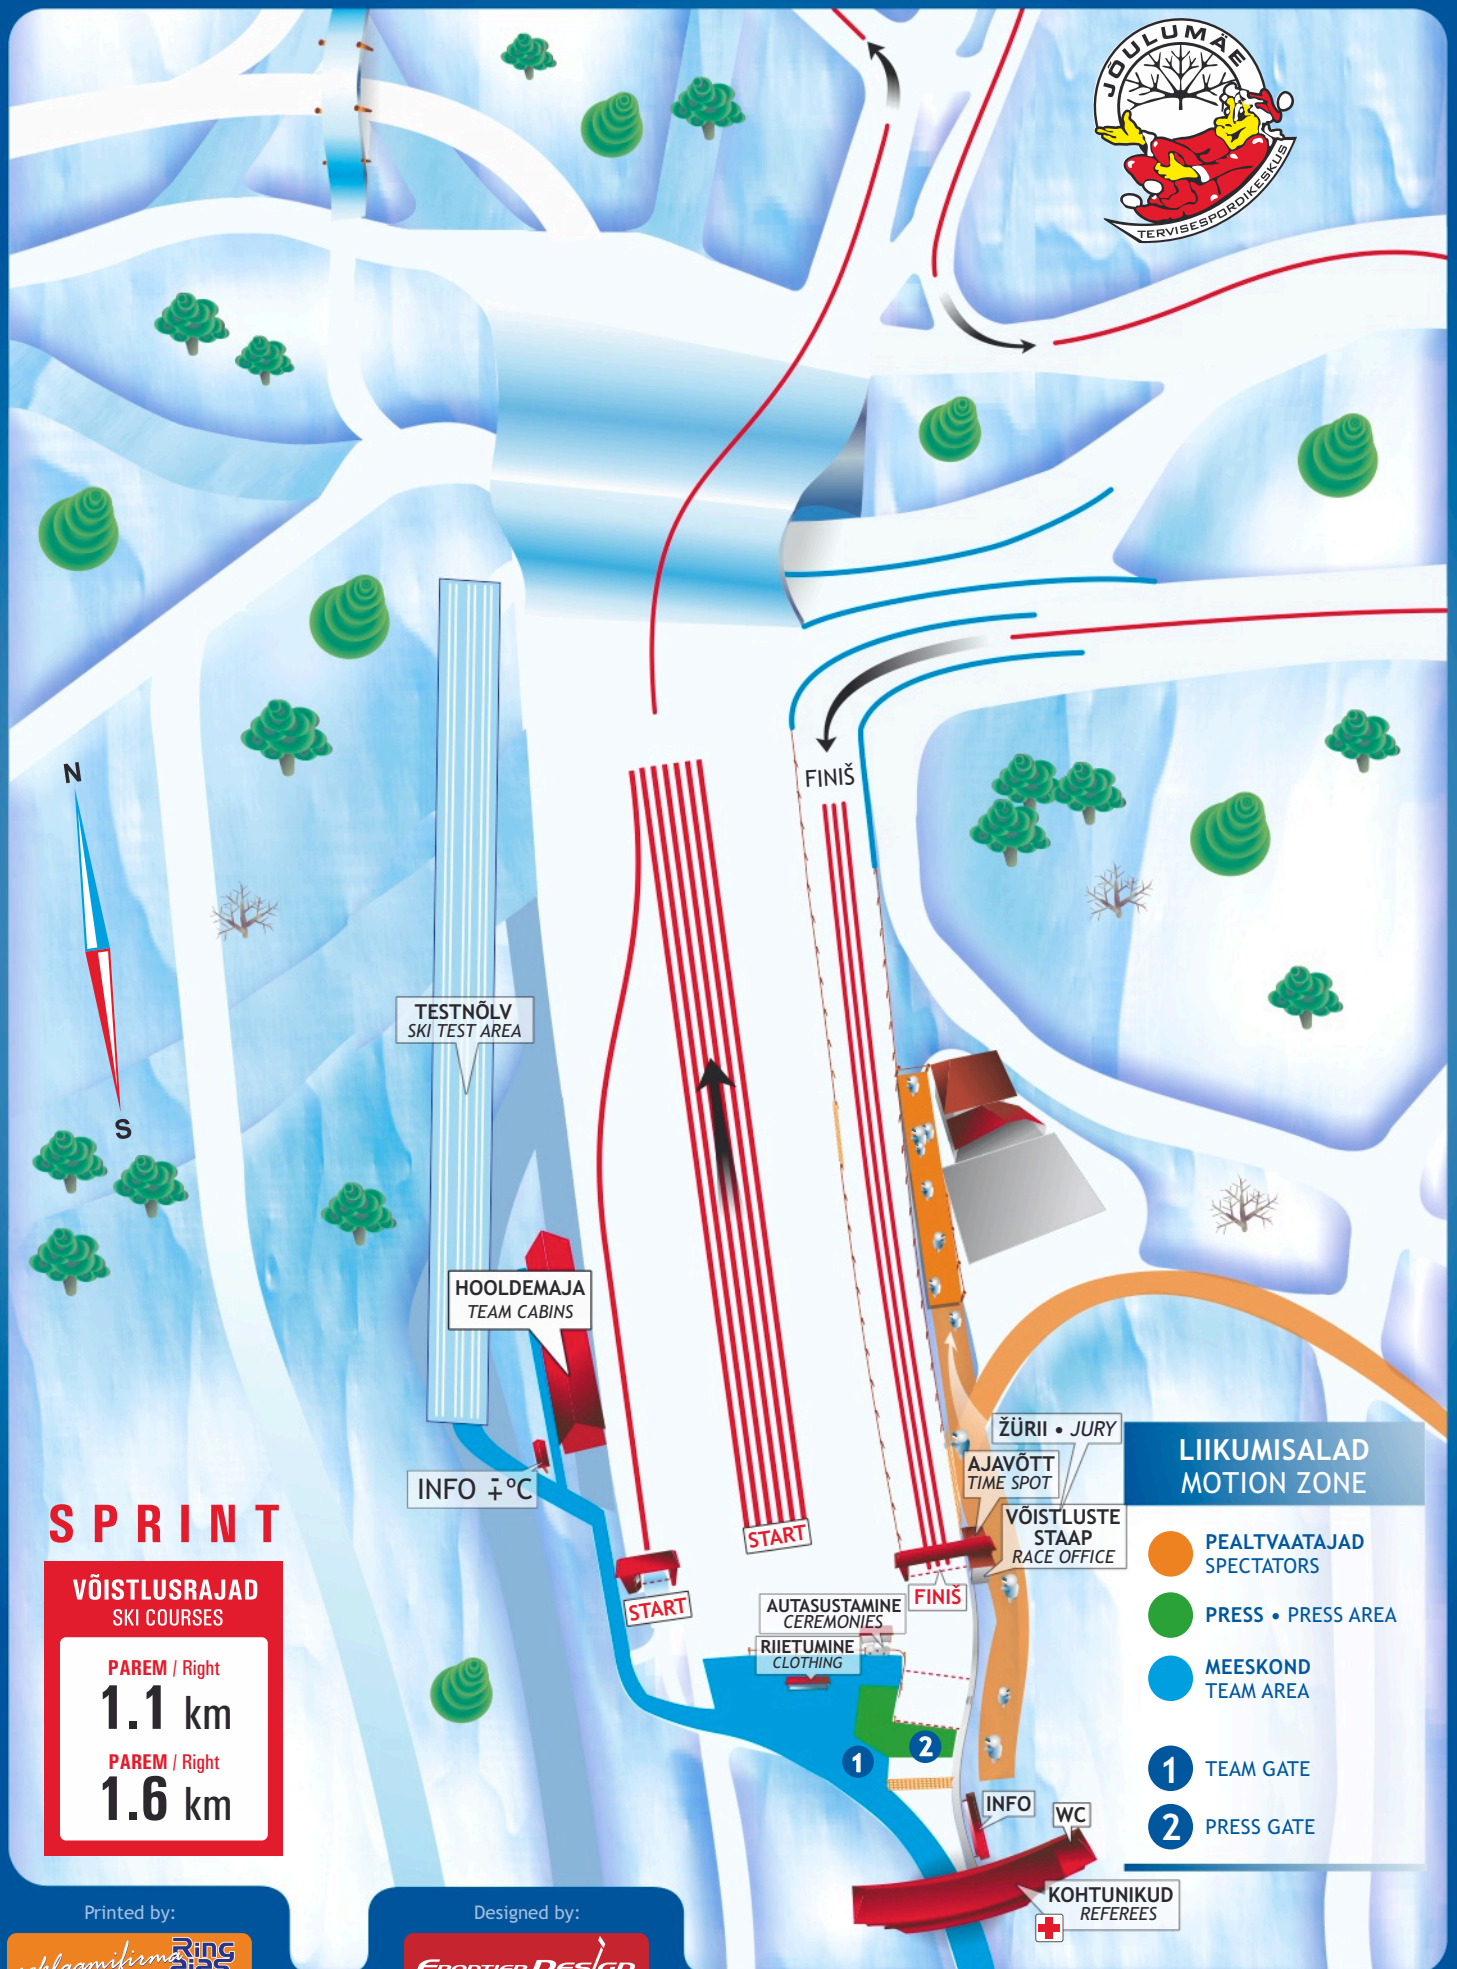 JÕULUMÄE
TERVISESPORDIKESKUS
N
S
FINIŠ
TESTNÕLV
SKI TEST AREA
HOOLDEMAJA
TEAM CABINS
INFO ∓ºC
START
START
FINIŠ
ŽÜRII • JURY
AJAVÕTT
TIME SPOT
VÕISTLUSTE
STAAP
RACE OFFICE
AUTASUSTAMINE
CEREMONIES
RIIETUMINE
CLOTHING
1
2
INFO
WC
KOHTUNIKUD
REFEREES
LIIKUMISALAD
MOTION ZONE
PEALTVAATAJAD
SPECTATORS
PRESS • PRESS AREA
MEESKOND
TEAM AREA
1 TEAM GATE
2 PRESS GATE
SPRINT
VÕISTLUSRAJAD
SKI COURSES
PAREM / Right
1.1 km
PAREM / Right
1.6 km
Printed by:
Designed by: